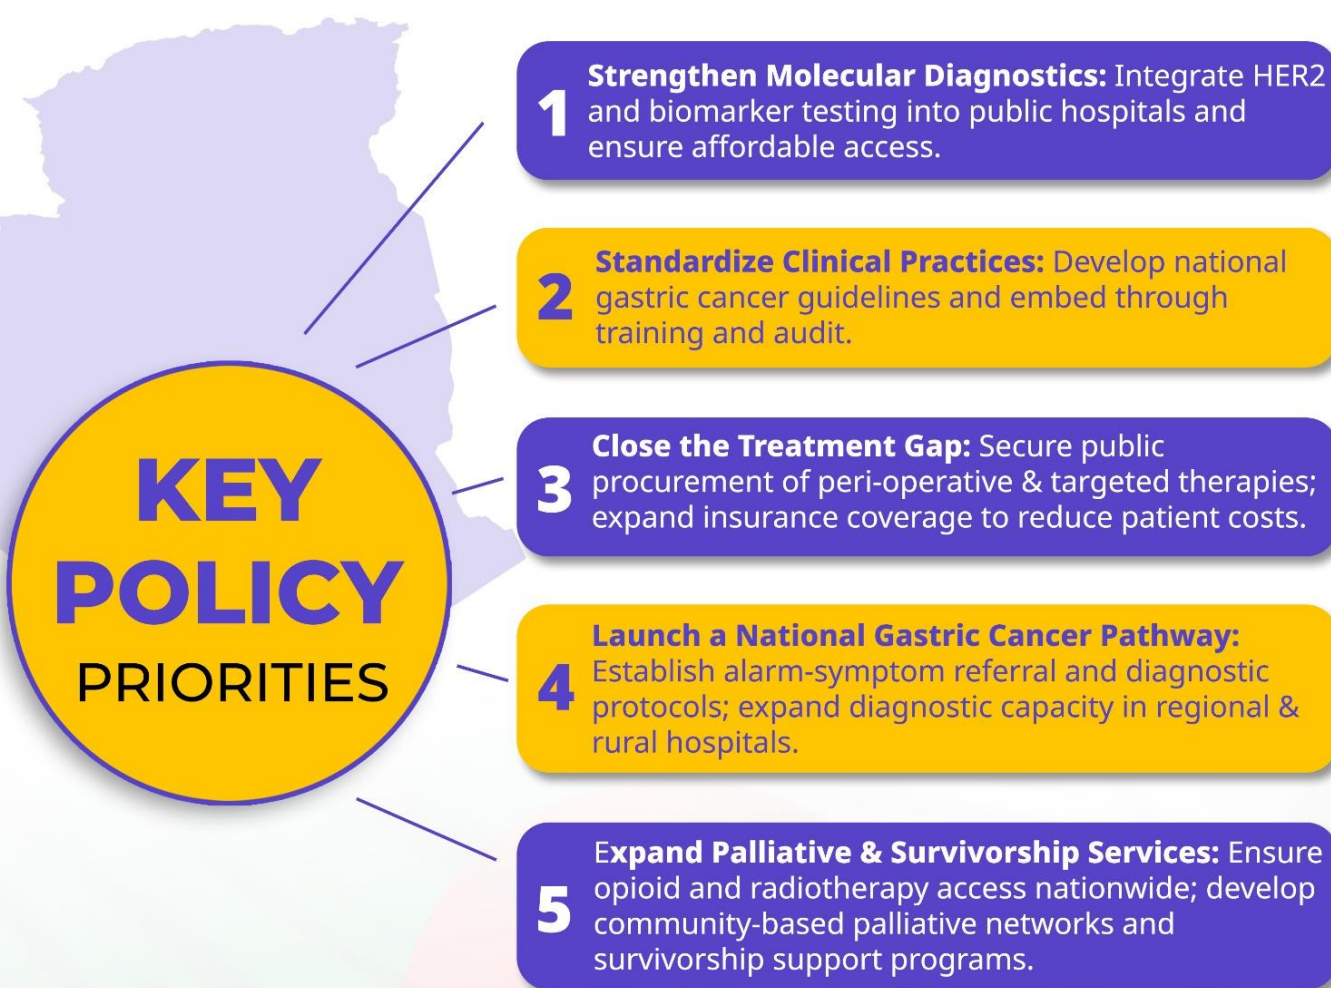 KEY
POLICY
PRIORITIES
1
Strengthen Molecular Diagnostics: Integrate HER2
and biomarker testing into public hospitals and
ensure affordable access.
2
Standardize Clinical Practices: Develop national
gastric cancer guidelines and embed through
training and audit.
3
Close the Treatment Gap: Secure public
procurement of peri-operative & targeted therapies;
expand insurance coverage to reduce patient costs.
4
Launch a National Gastric Cancer Pathway:
Establish alarm-symptom referral and diagnostic
protocols; expand diagnostic capacity in regional &
rural hospitals.
5
Expand Palliative & Survivorship Services: Ensure
opioid and radiotherapy access nationwide; develop
community-based palliative networks and
survivorship support programs.